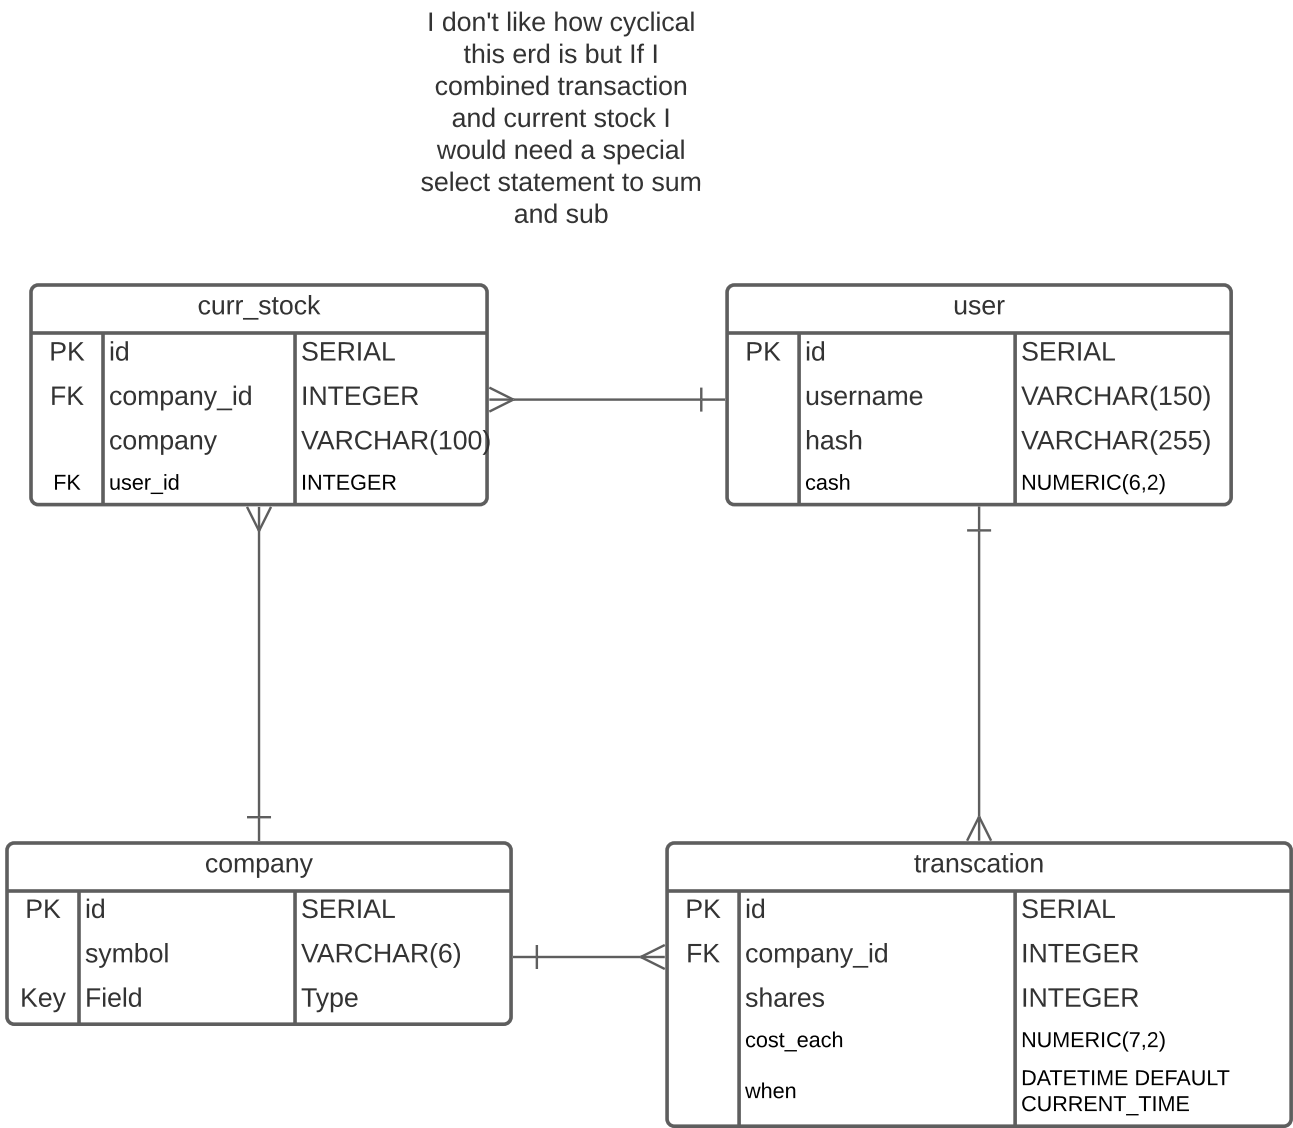 I don't like how cyclical
this erd is but If I
combined transaction
and current stock I
would need a special
select statement to sum
and sub
curr_stock
PK id SERIAL
FK company_id INTEGER
company VARCHAR(100)
FK user_id INTEGER
user
PK id SERIAL
username VARCHAR(150)
hash VARCHAR(255)
cash NUMERIC(6,2)
company
PK id SERIAL
symbol VARCHAR(6)
Key Field Type
transcation
PK id SERIAL
FK company_id INTEGER
shares INTEGER
cost_each NUMERIC(7,2)
when DATETIME DEFAULT
CURRENT_TIME